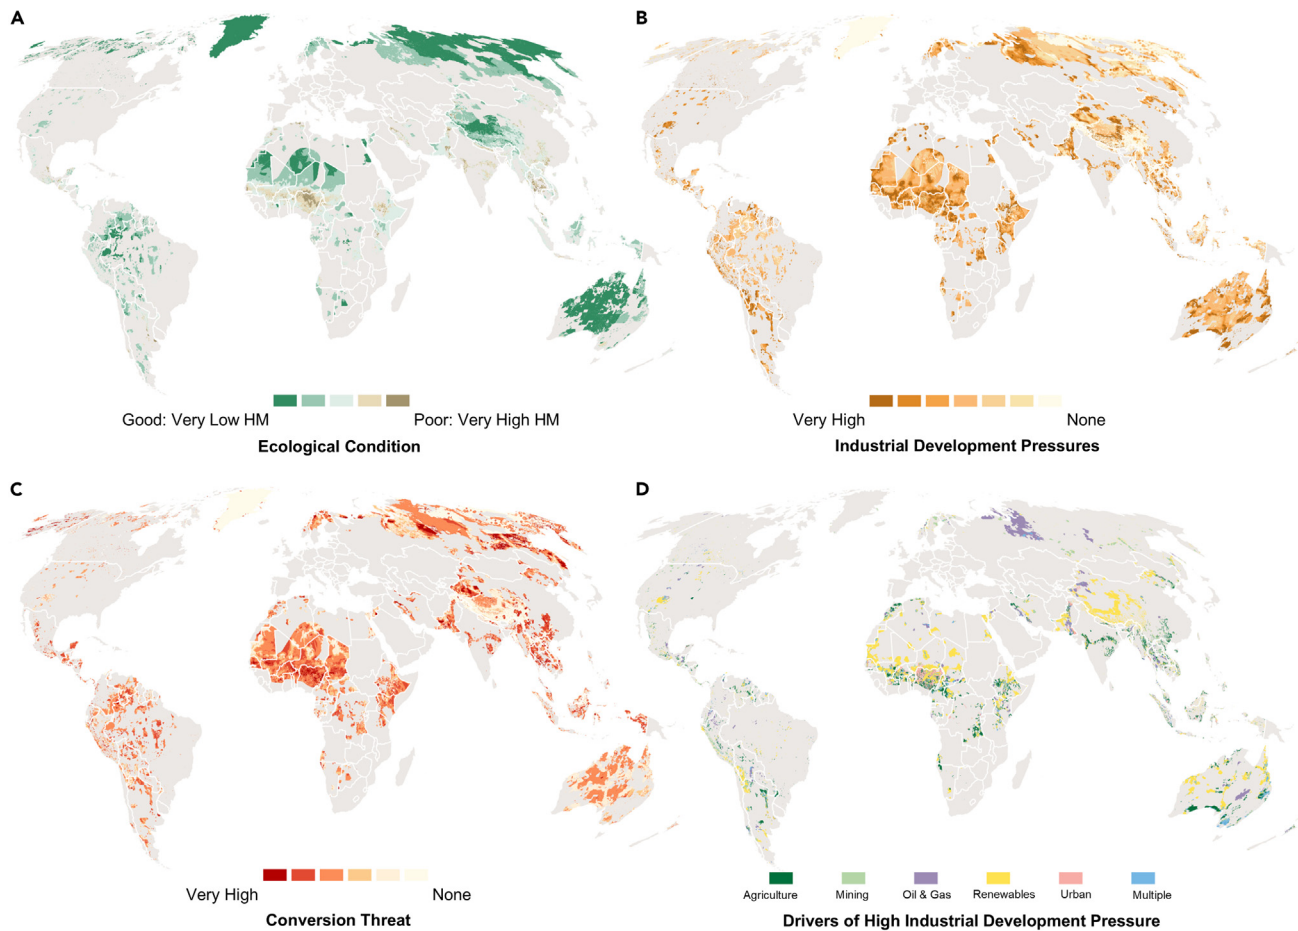 A
B
Good: Very Low HM
Poor: Very High HM
Ecological Condition
Very High
None
Industrial Development Pressures
C
D
Very High
None
Conversion Threat
Agriculture
Mining
Oil & Gas
Renewables
Urban
Multiple
Drivers of High Industrial Development Pressure